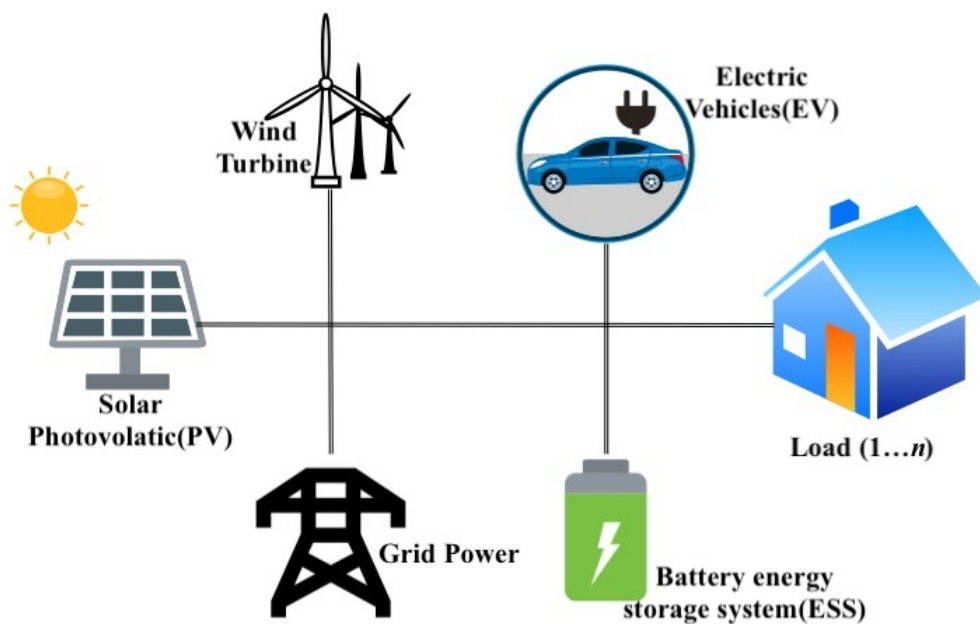 Wind
Turbine
Electric
Vehicles(EV)
Solar
Photovolatic(PV)
Load (1…n)
Grid Power
Battery energy
storage system(ESS)